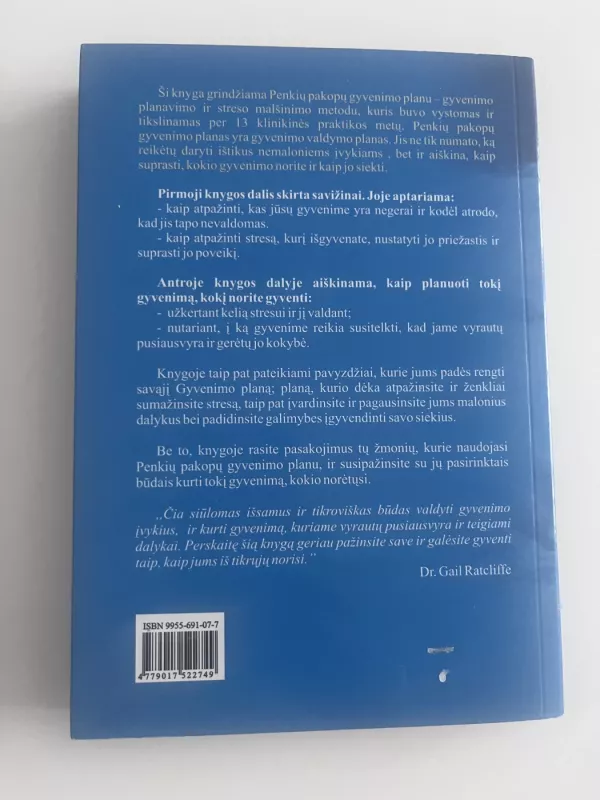 Ši knyga grindžiama Penkių pakopų gyvenimo planu – gyvenimo
planavimo ir streso malšinimo metodu, kuris buvo vystomas ir
tikslinamas per 13 klinikinės praktikos metų. Penkių pakopų
gyvenimo planas yra gyvenimo valdymo planas. Jis ne tik numato, ką
reikėtų daryti ištikus nemaloniems įvykiams , bet ir aiškina, kaip
suprasti, kokio gyvenimo norite ir kaip jo siekti.
Pirmoji knygos dalis skirta savižinai. Joje aptariama:
- kaip atpažinti, kas jūsų gyvenime yra negerai ir kodėl atrodo,
kad jis tapo nevaldomas.
- kaip atpažinti stresą, kurį išgyvenate, nustatyti jo priežastis ir
suprasti jo poveikį.
Antroje knygos dalyje aiškinama, kaip planuoti tokį
gyvenimą, kokį norite gyventi:
- užkertant kelią stresui ir jį valdant;
- nutariant, į ką gyvenime reikia susitelkti, kad jame vyrautų
pusiausvyra ir gerėtų jo kokybė.
Knygoje taip pat pateikiami pavyzdžiai, kurie jums padės rengti
savąjį Gyvenimo planą; planą, kurio dėka atpažinsite ir ženkliai
sumažinsite stresą, taip pat įvardinsite ir pagausinsite jums malonius
dalykus bei padidinsite galimybes įgyvendinti savo siekius.
Be to, knygoje rasite pasakojimus tų žmonių, kurie naudojasi
Penkių pakopų gyvenimo planu, ir susipažinsite su jų pasirinktais
būdais kurti tokį gyvenimą, kokio norėtųsi.
,,Čia siūlomas išsamus ir tikroviškas būdas valdyti gyvenimo
įvykius, ir kurti gyvenimą, kuriame vyrautų pusiausvyra ir teigiami
dalykai. Perskaitę šią knygą geriau pažinsite save ir galėsite gyventi
taip, kaip jums iš tikrųjų norisi.“
Dr. Gail Ratcliffe
IŞBN 9955-691-07-7
4779017522749